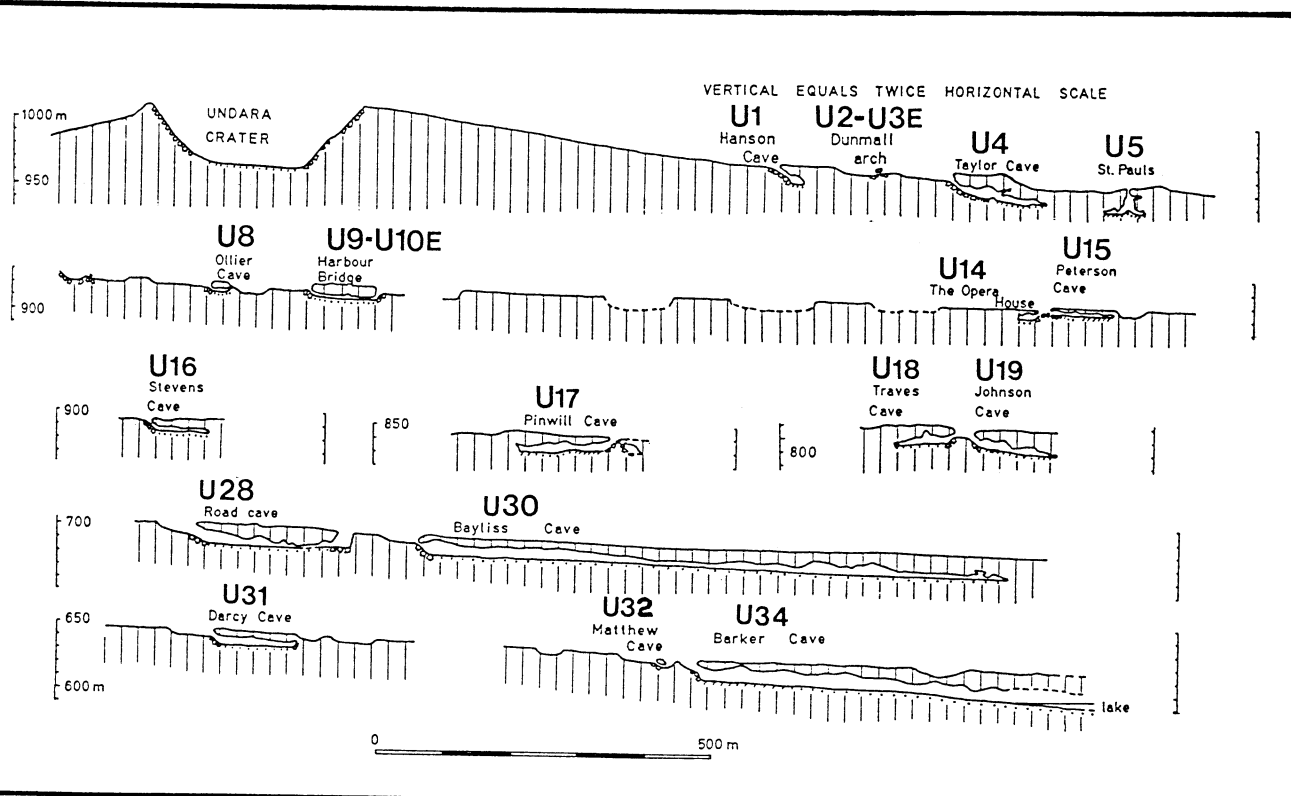 VERTICAL EQUALS TWICE HORIZONTAL SCALE
1000 m
UNDARA
CRATER
950
U1
Hanson
Cave
U2-U3E
Dunmall
arch
U4
Taylor Cave
U5
St. Pauls
U8
Ollier
Cave
U9-U10E
Harbour
Bridge
900
U14
The Opera
House
U15
Peterson
Cave
U16
Stevens
Cave
900
850
U17
Pinwill Cave
800
U18
Traves
Cave
U19
Johnson
Cave
700
U28
Road cave
U30
Bayliss Cave
650
600 m
U31
Darcy Cave
U32
Matthew
Cave
U34
Barker Cave
lake
0 500 m